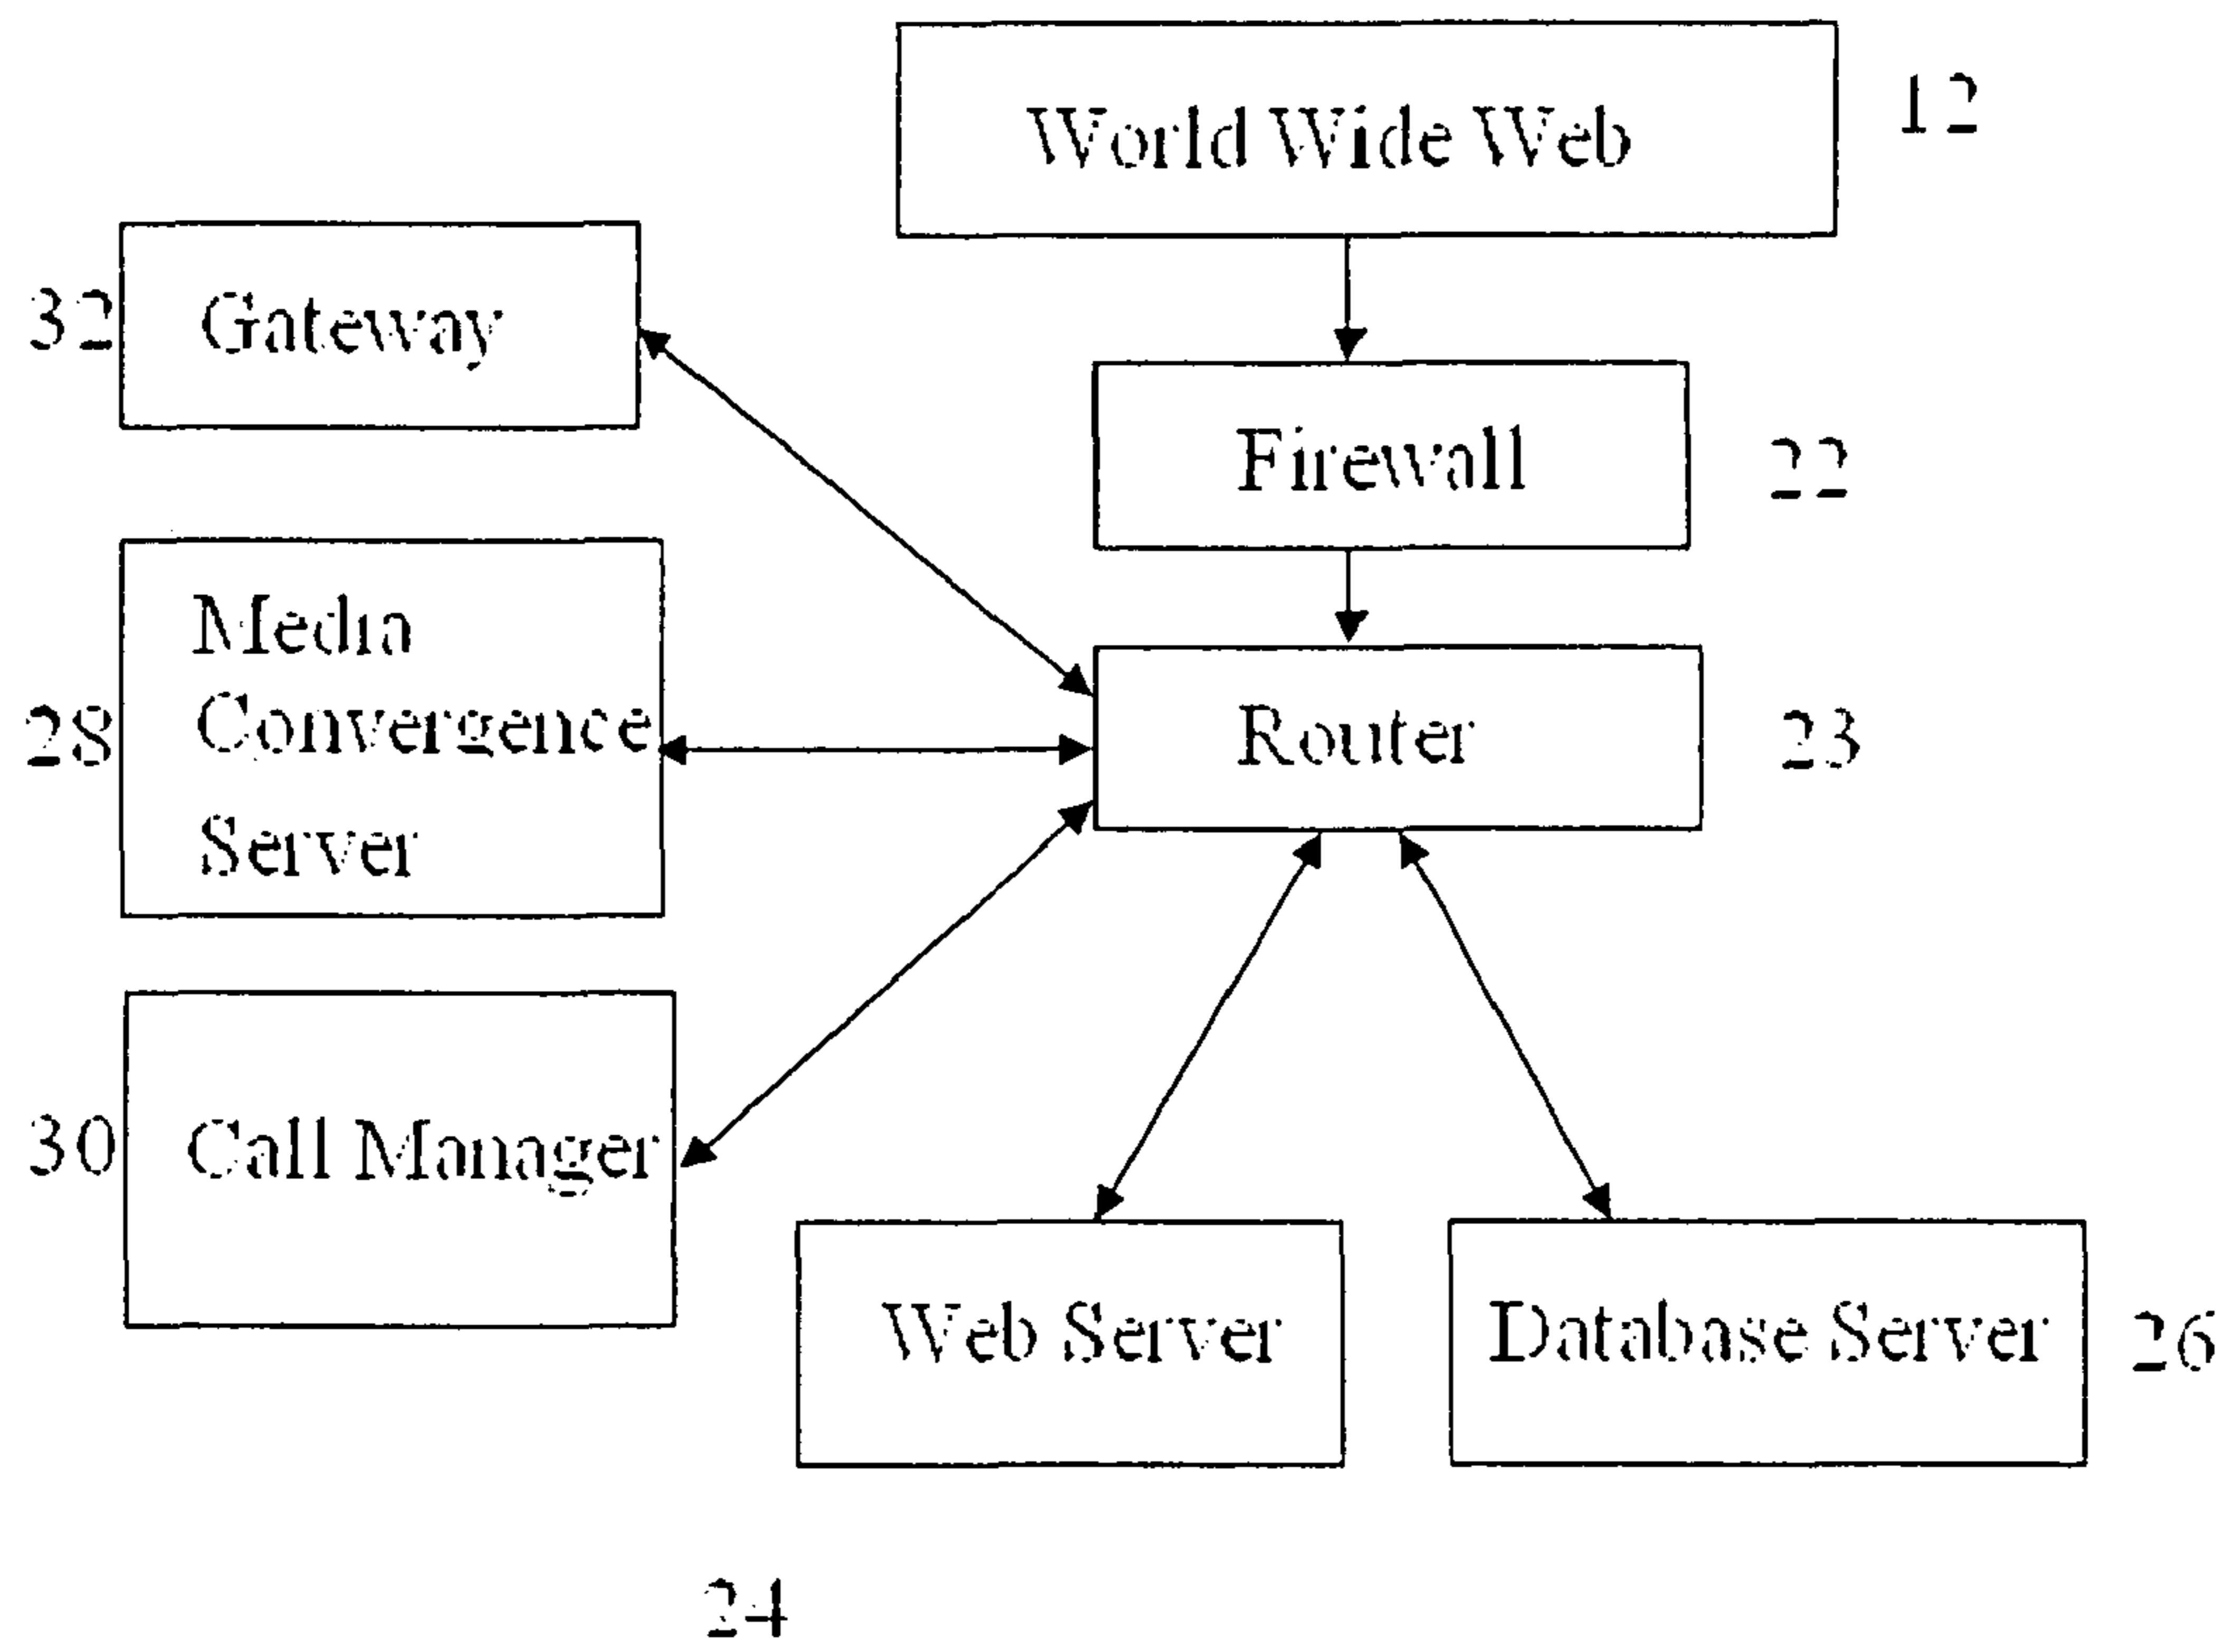 World Wide Web
12
32
Gateway
Firewall
22
Media
Convergence
Server
28
Router
23
30
Call Manager
Web Server
Database Server
26
24